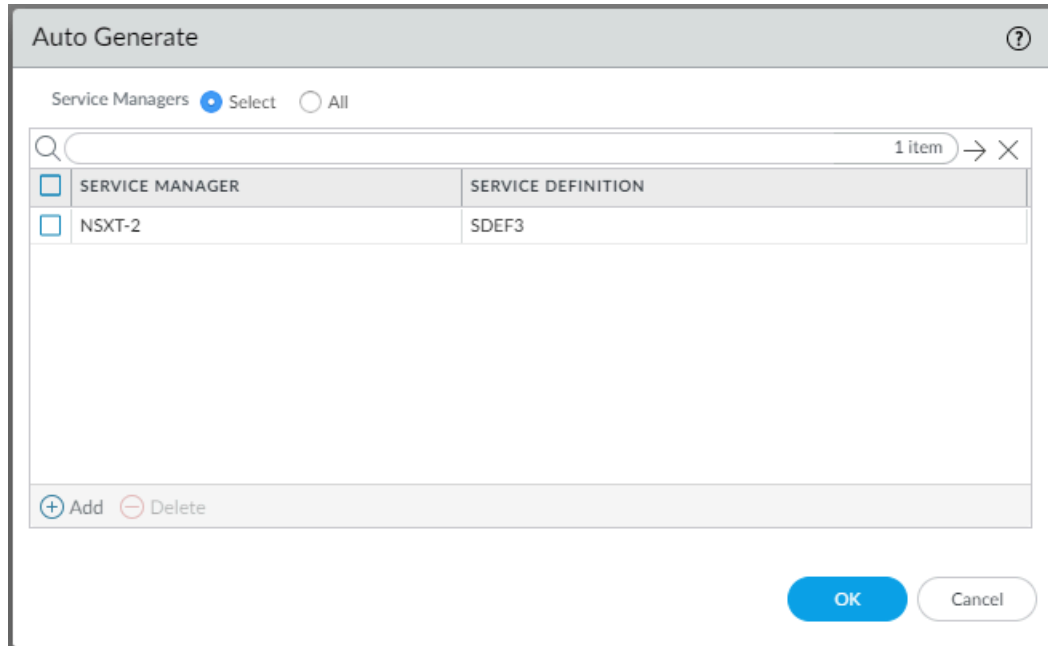 Auto Generate
Service Managers Select All
1 item
SERVICE MANAGER SERVICE DEFINITION
NSXT-2 SDEF3
Add Delete
OK Cancel